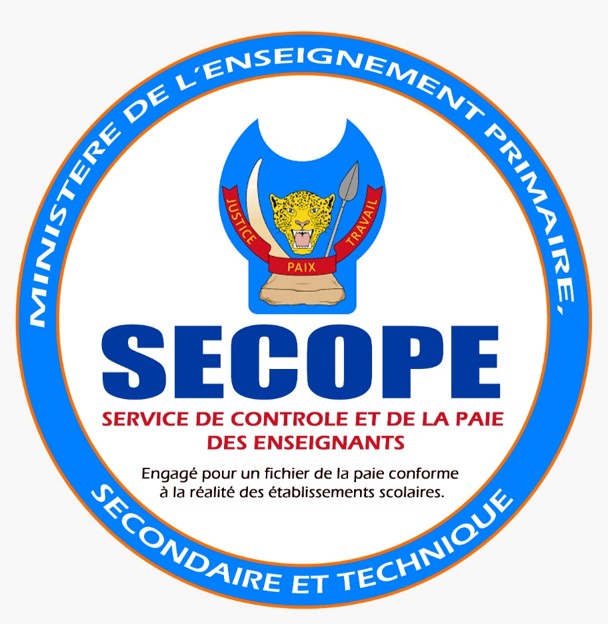 MINISTERE DE L'ENSEIGNEMENT PRIMAIRE,
JUSTICE
PAIX
TRAVAIL
SECOPE
SERVICE DE CONTROLE ET DE LA PAIE
DES ENSEIGNANTS
Engagé pour un fichier de la paie conforme
à la réalité des établissements scolaires.
SECONDAIRE ET TECHNIQUE